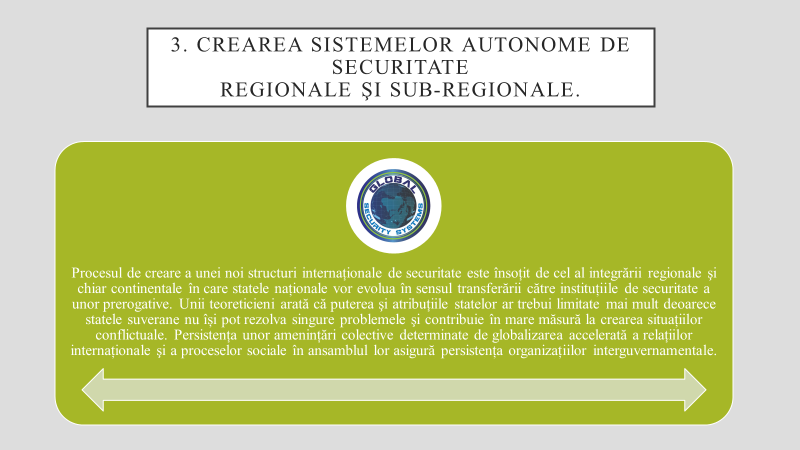 3. CREAREA SISTEMELOR AUTONOME DE
SECURITATE
REGIONALE ŞI SUB-REGIONALE.
GLOBAL
SECURITY SYSTEMS
Procesul de creare a unei noi structuri internaționale de securitate este însoțit de cel al integrării regionale și
chiar continentale în care statele naționale vor evolua în sensul transferării către instituțiile de securitate a
unor prerogative. Unii teoreticieni arată că puterea și atribuțiile statelor ar trebui limitate mai mult deoarece
statele suverane nu își pot rezolva singure problemele și contribuie în mare măsură la crearea situațiilor
conflictuale. Persistența unor amenințări colective determinate de globalizarea accelerată a relațiilor
internaționale și a proceselor sociale în ansamblul lor asigură persistența organizațiilor interguvernamentale.